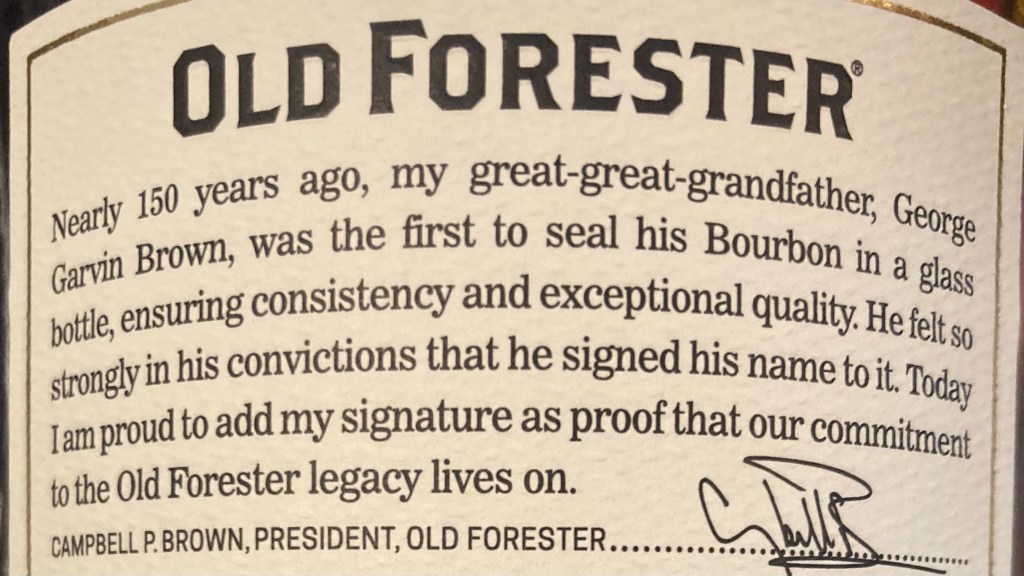 OLD FORESTER®
Nearly 150 years ago, my great-great-grandfather, George
Garvin Brown, was the first to seal his Bourbon in a glass
bottle, ensuring consistency and exceptional quality. He felt so
strongly in his convictions that he signed his name to it. Today
I am proud to add my signature as proof that our commitment
to the Old Forester legacy lives on.
CAMPBELL P. BROWN, PRESIDENT, OLD FORESTER